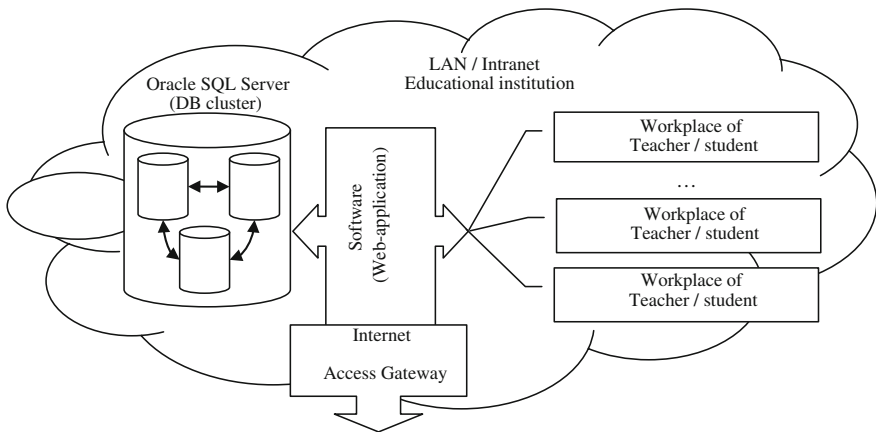 LAN / Intranet
Educational institution
Oracle SQL Server
(DB cluster)
Software
(Web-application)
Workplace of
Teacher / student
...
Workplace of
Teacher / student
Workplace of
Teacher / student
Internet
Access Gateway